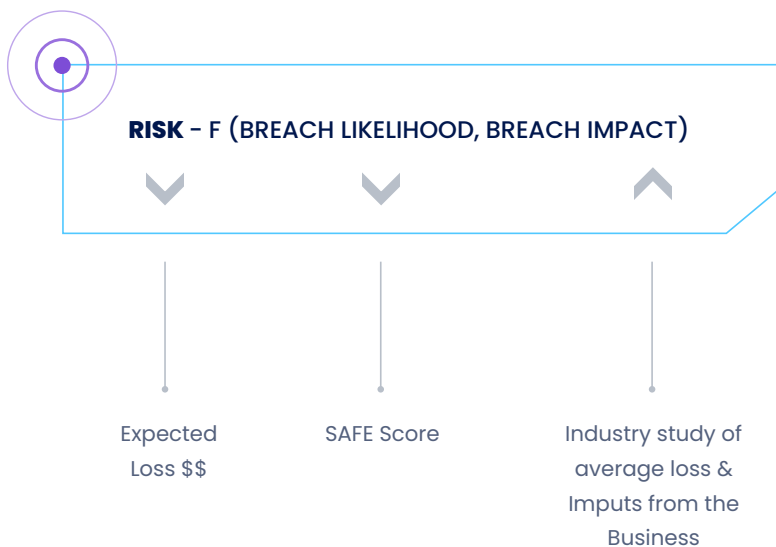 RISK - F (BREACH LIKELIHOOD, BREACH IMPACT)
Expected
Loss $$
SAFE Score
Industry study of
average loss &
Imputs from the
Business